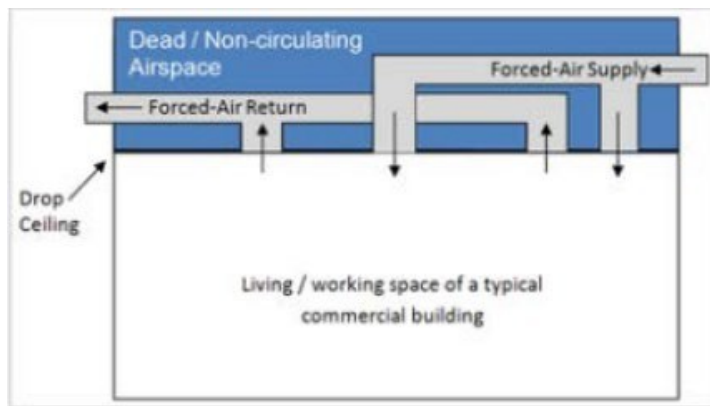 Dead / Non-circulating
Airspace
Forced-Air Supply
Forced-Air Return
Drop
Ceiling
Living / working space of a typical
commercial building